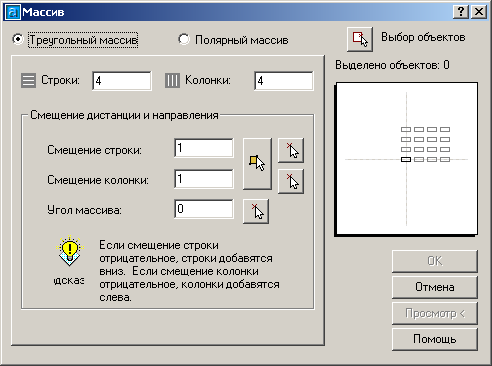 Массив
Треугольный массив
Полярный массив
Выбор объектов
Выделено объектов: 0
Строки: 4
Колонки: 4
Смещение дистанции и направления
Смещение строки: 1
Смещение колонки: 1
Угол массива: 0
Если смещение строки
отрицательное, строки добавятся
вниз. Если смещение колонки
отрицательное, колонки добавятся
слева.
ıдсказ
OK
Отмена
Просмотр <
Помощь